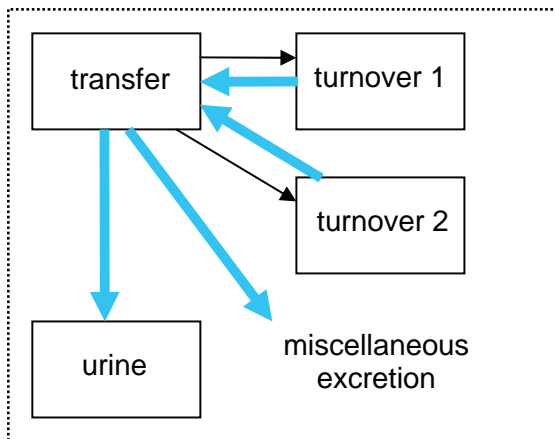 transfer
turnover 1
turnover 2
urine
miscellaneous
excretion